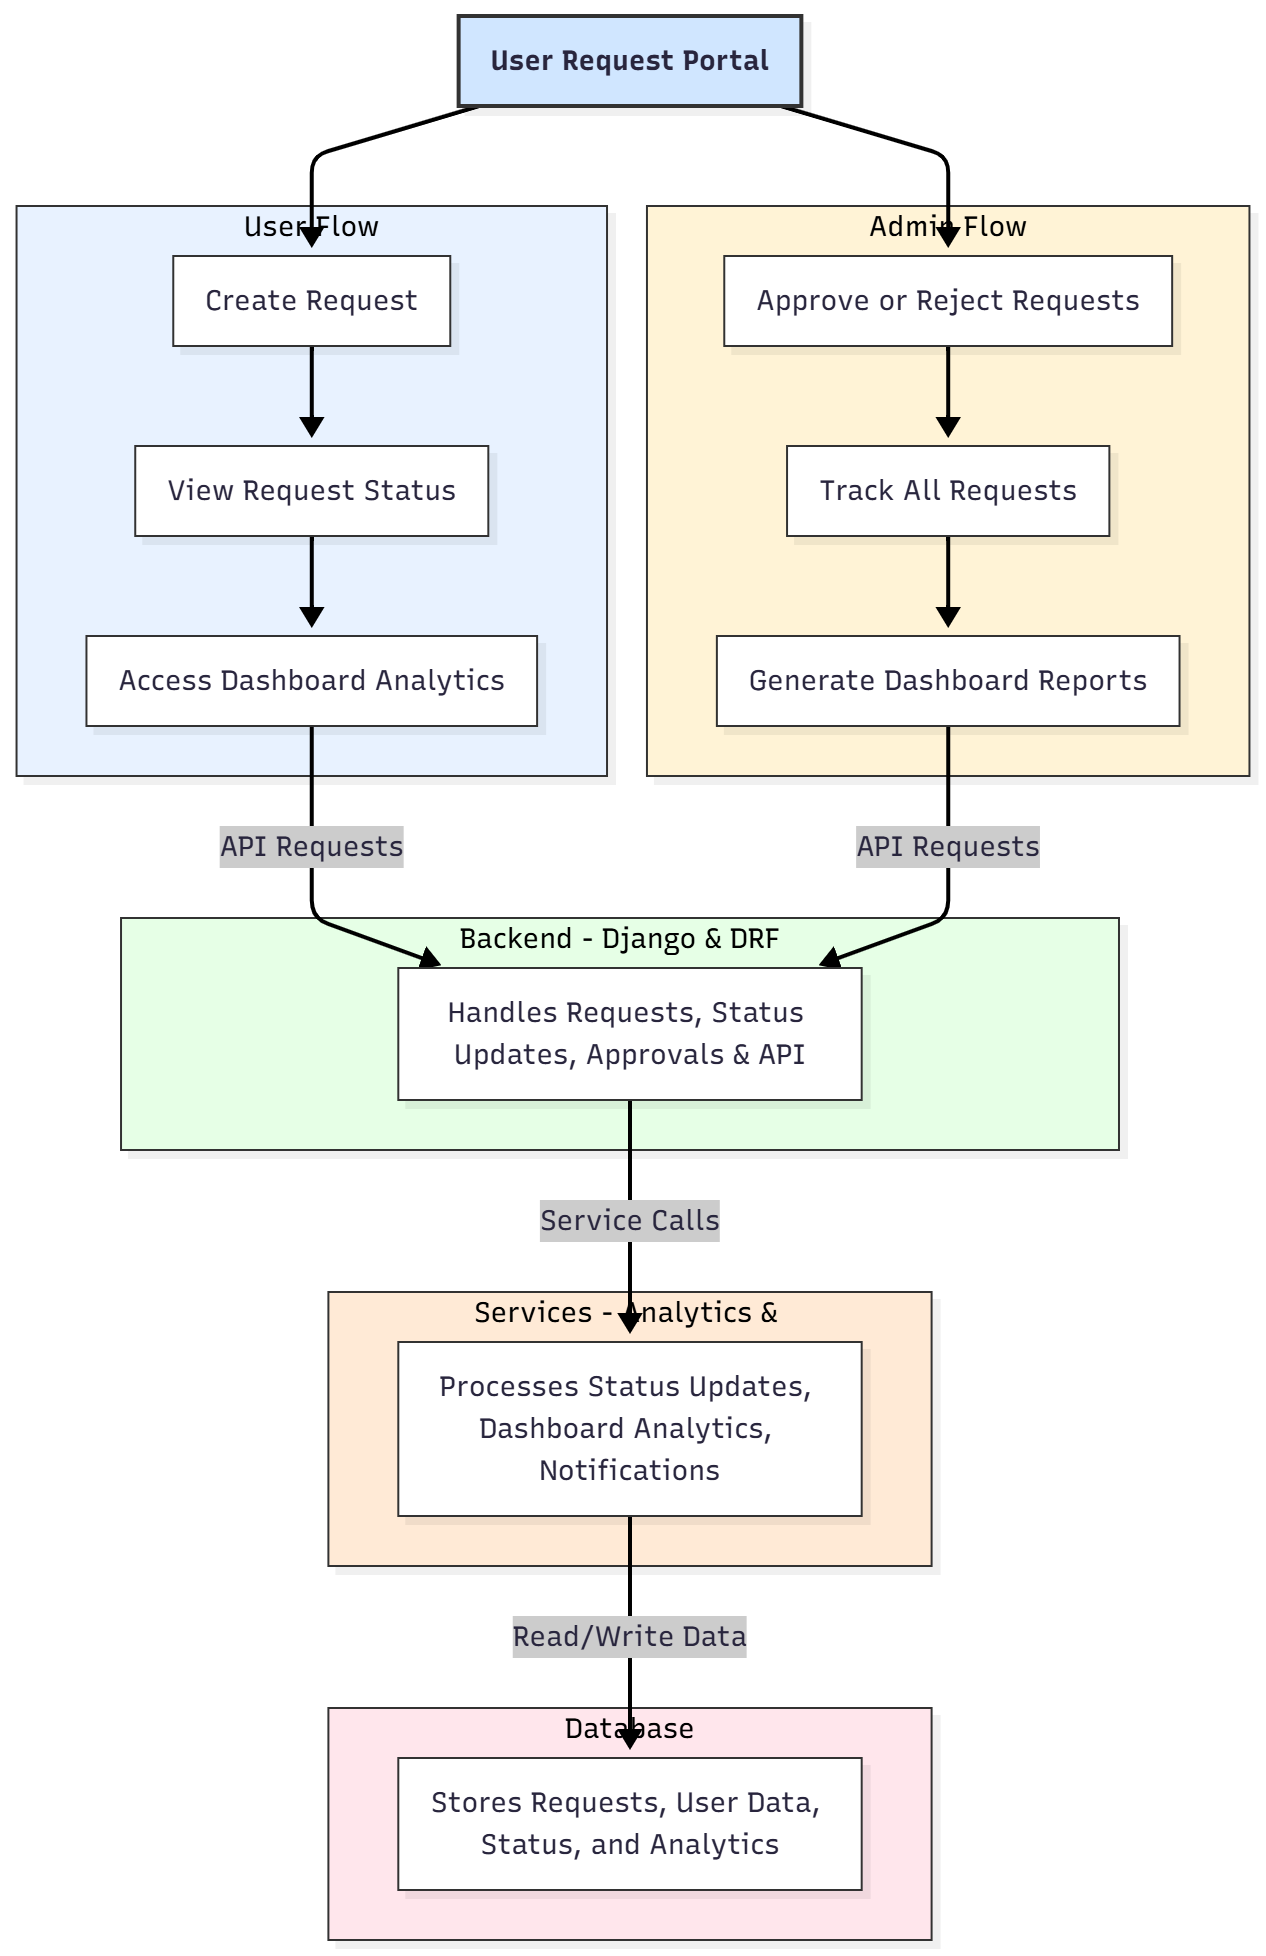 User Request Portal
User Flow
Admin Flow
Create Request
Approve or Reject Requests
View Request Status
Track All Requests
Access Dashboard Analytics
Generate Dashboard Reports
API Requests
API Requests
Backend - Django & DRF
Handles Requests, Status
Updates, Approvals & API
Service Calls
Services - Analytics &
Processes Status Updates,
Dashboard Analytics,
Notifications
Read/Write Data
Database
Stores Requests, User Data,
Status, and Analytics